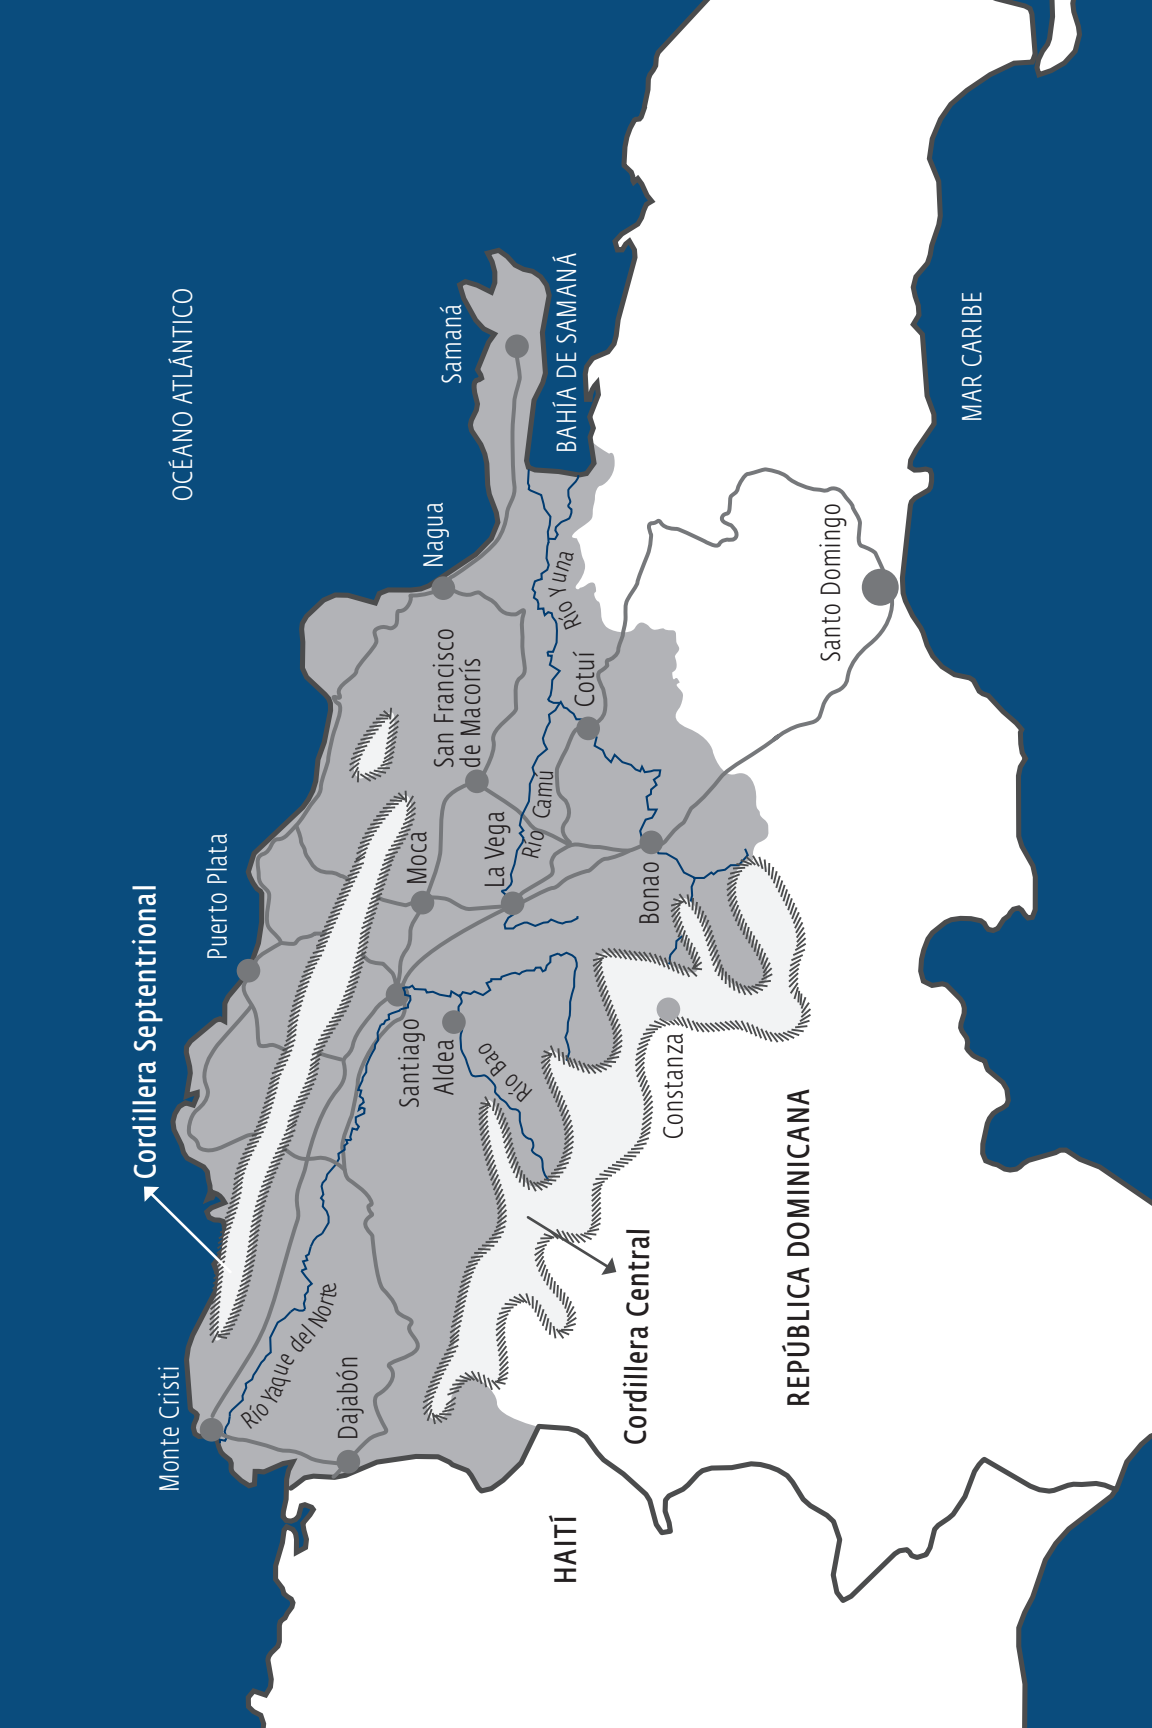 OCÉANO ATLÁNTICO
Cordillera Septentrional
Monte Cristi
Puerto Plata
Nagua
Samaná
BAHÍA DE SAMANÁ
Río Yaque del Norte
Dajabón
Santiago
Aldea
Moca
San Francisco
de Macorís
La Vega
Río Camú
Río Yuna
Cotuí
Río Bao
Bonao
Constanza
Cordillera Central
HAITÍ
REPÚBLICA DOMINICANA
Santo Domingo
MAR CARIBE